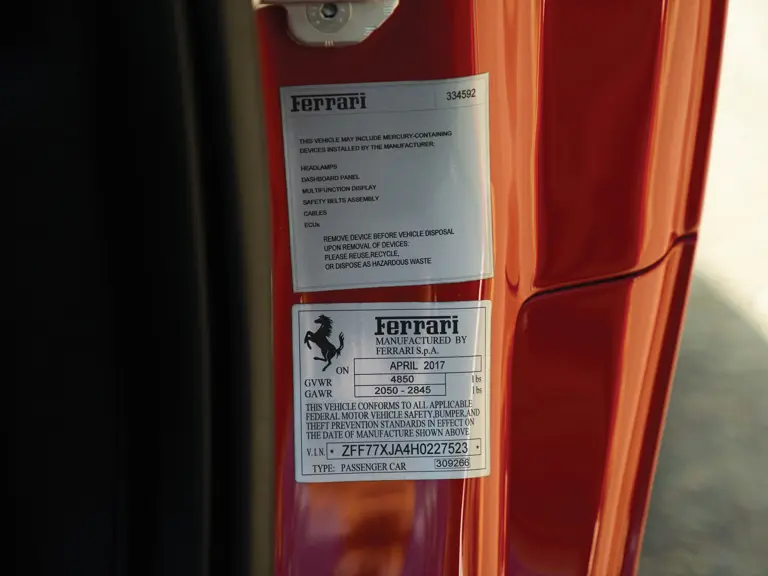 Ferrari 334592
THIS VEHICLE MAY INCLUDE MERCURY-CONTAINING
DEVICES INSTALLED BY THE MANUFACTURER:
HEADLAMPS
DASHBOARD PANEL
MULTIFUNCTION DISPLAY
SAFETY BELTS ASSEMBLY
CABLES
ECUs
REMOVE DEVICE BEFORE VEHICLE DISPOSAL
UPON REMOVAL OF DEVICES:
PLEASE REUSE,RECYCLE,
OR DISPOSE AS HAZARDOUS WASTE
Ferrari
MANUFACTURED BY
FERRARI S.p.A.
ON APRIL 2017
GVWR 4850 lbs
GAWR 2050 - 2845 lbs
THIS VEHICLE CONFORMS TO ALL APPLICABLE
FEDERAL MOTOR VEHICLE SAFETY,BUMPER,AND
THEFT PREVENTION STANDARDS IN EFFECT ON
THE DATE OF MANUFACTURE SHOWN ABOVE
V.I.N. * ZFF77XJA4H0227523 *
TYPE: PASSENGER CAR 309266